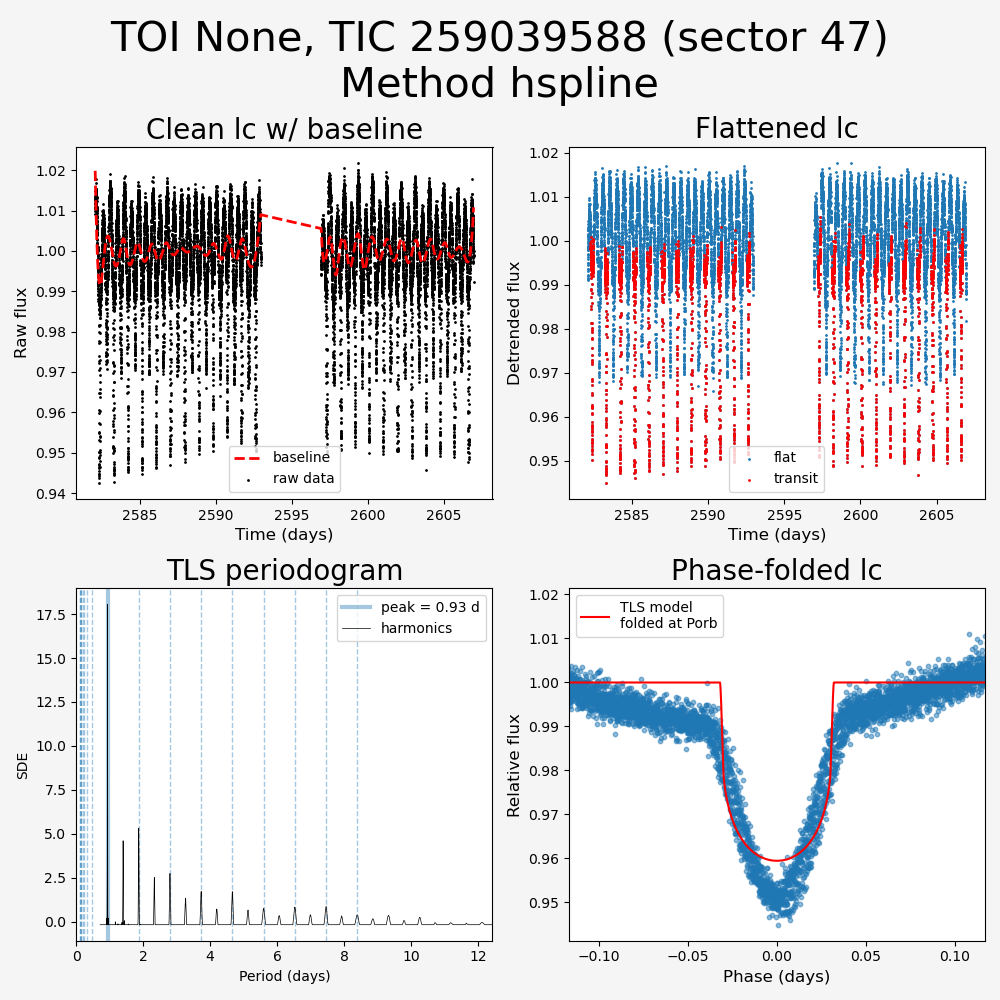 TOI None, TIC 259039588 (sector 47)
Method hspline
Clean lc w/ baseline
Raw flux
1.02
1.01
1.00
0.99
0.98
0.97
0.96
0.95
0.94
baseline
raw data
2585
2590
2595
2600
2605
Time (days)
Flattened lc
Detrended flux
1.02
1.01
1.00
0.99
0.98
0.97
0.96
0.95
flat
transit
2585
2590
2595
2600
2605
Time (days)
TLS periodogram
SDE
17.5
15.0
12.5
10.0
7.5
5.0
2.5
0.0
peak = 0.93 d
harmonics
0
2
4
6
8
10
12
Period (days)
Phase-folded lc
Relative flux
1.02
1.01
1.00
0.99
0.98
0.97
0.96
0.95
TLS model
folded at Porb
−0.10
−0.05
0.00
0.05
0.10
Phase (days)